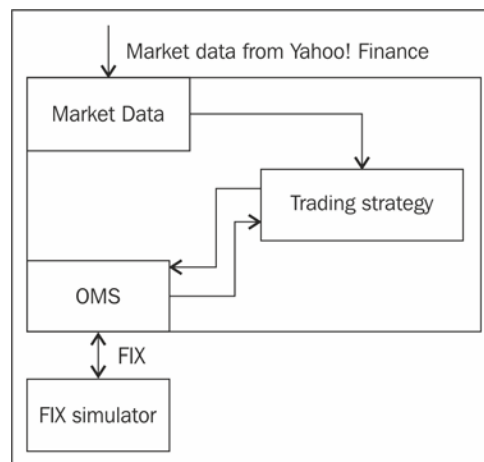 Market data from Yahoo! Finance
Market Data
Trading strategy
OMS
FIX
FIX simulator